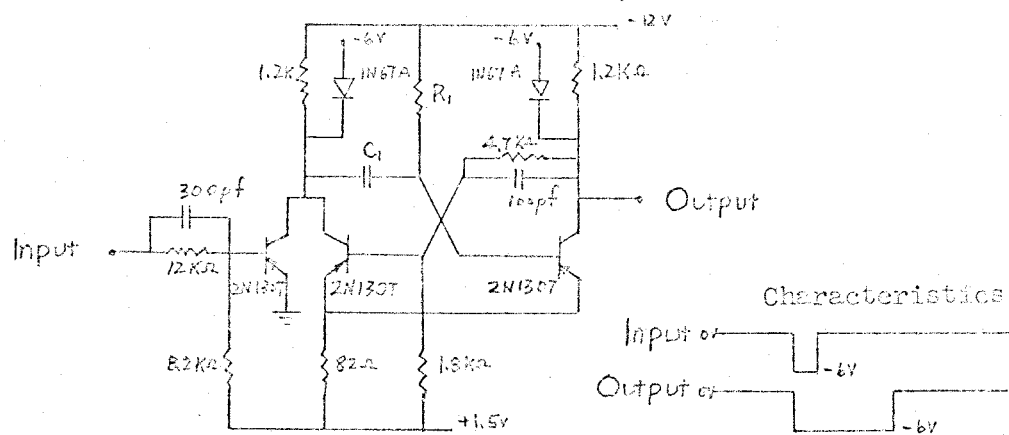 -12V
-6V
-6V
1.2K
1N67A
R₁
1N67A
1.2KΩ
C₁
4.7KΩ
300pf
100pf
Output
Input
12KΩ
2N1307
2N1307
2N1307
Characteristics
Input 0V
-6V
8.2KΩ
82Ω
1.8KΩ
Output 0V
-6V
+1.5V